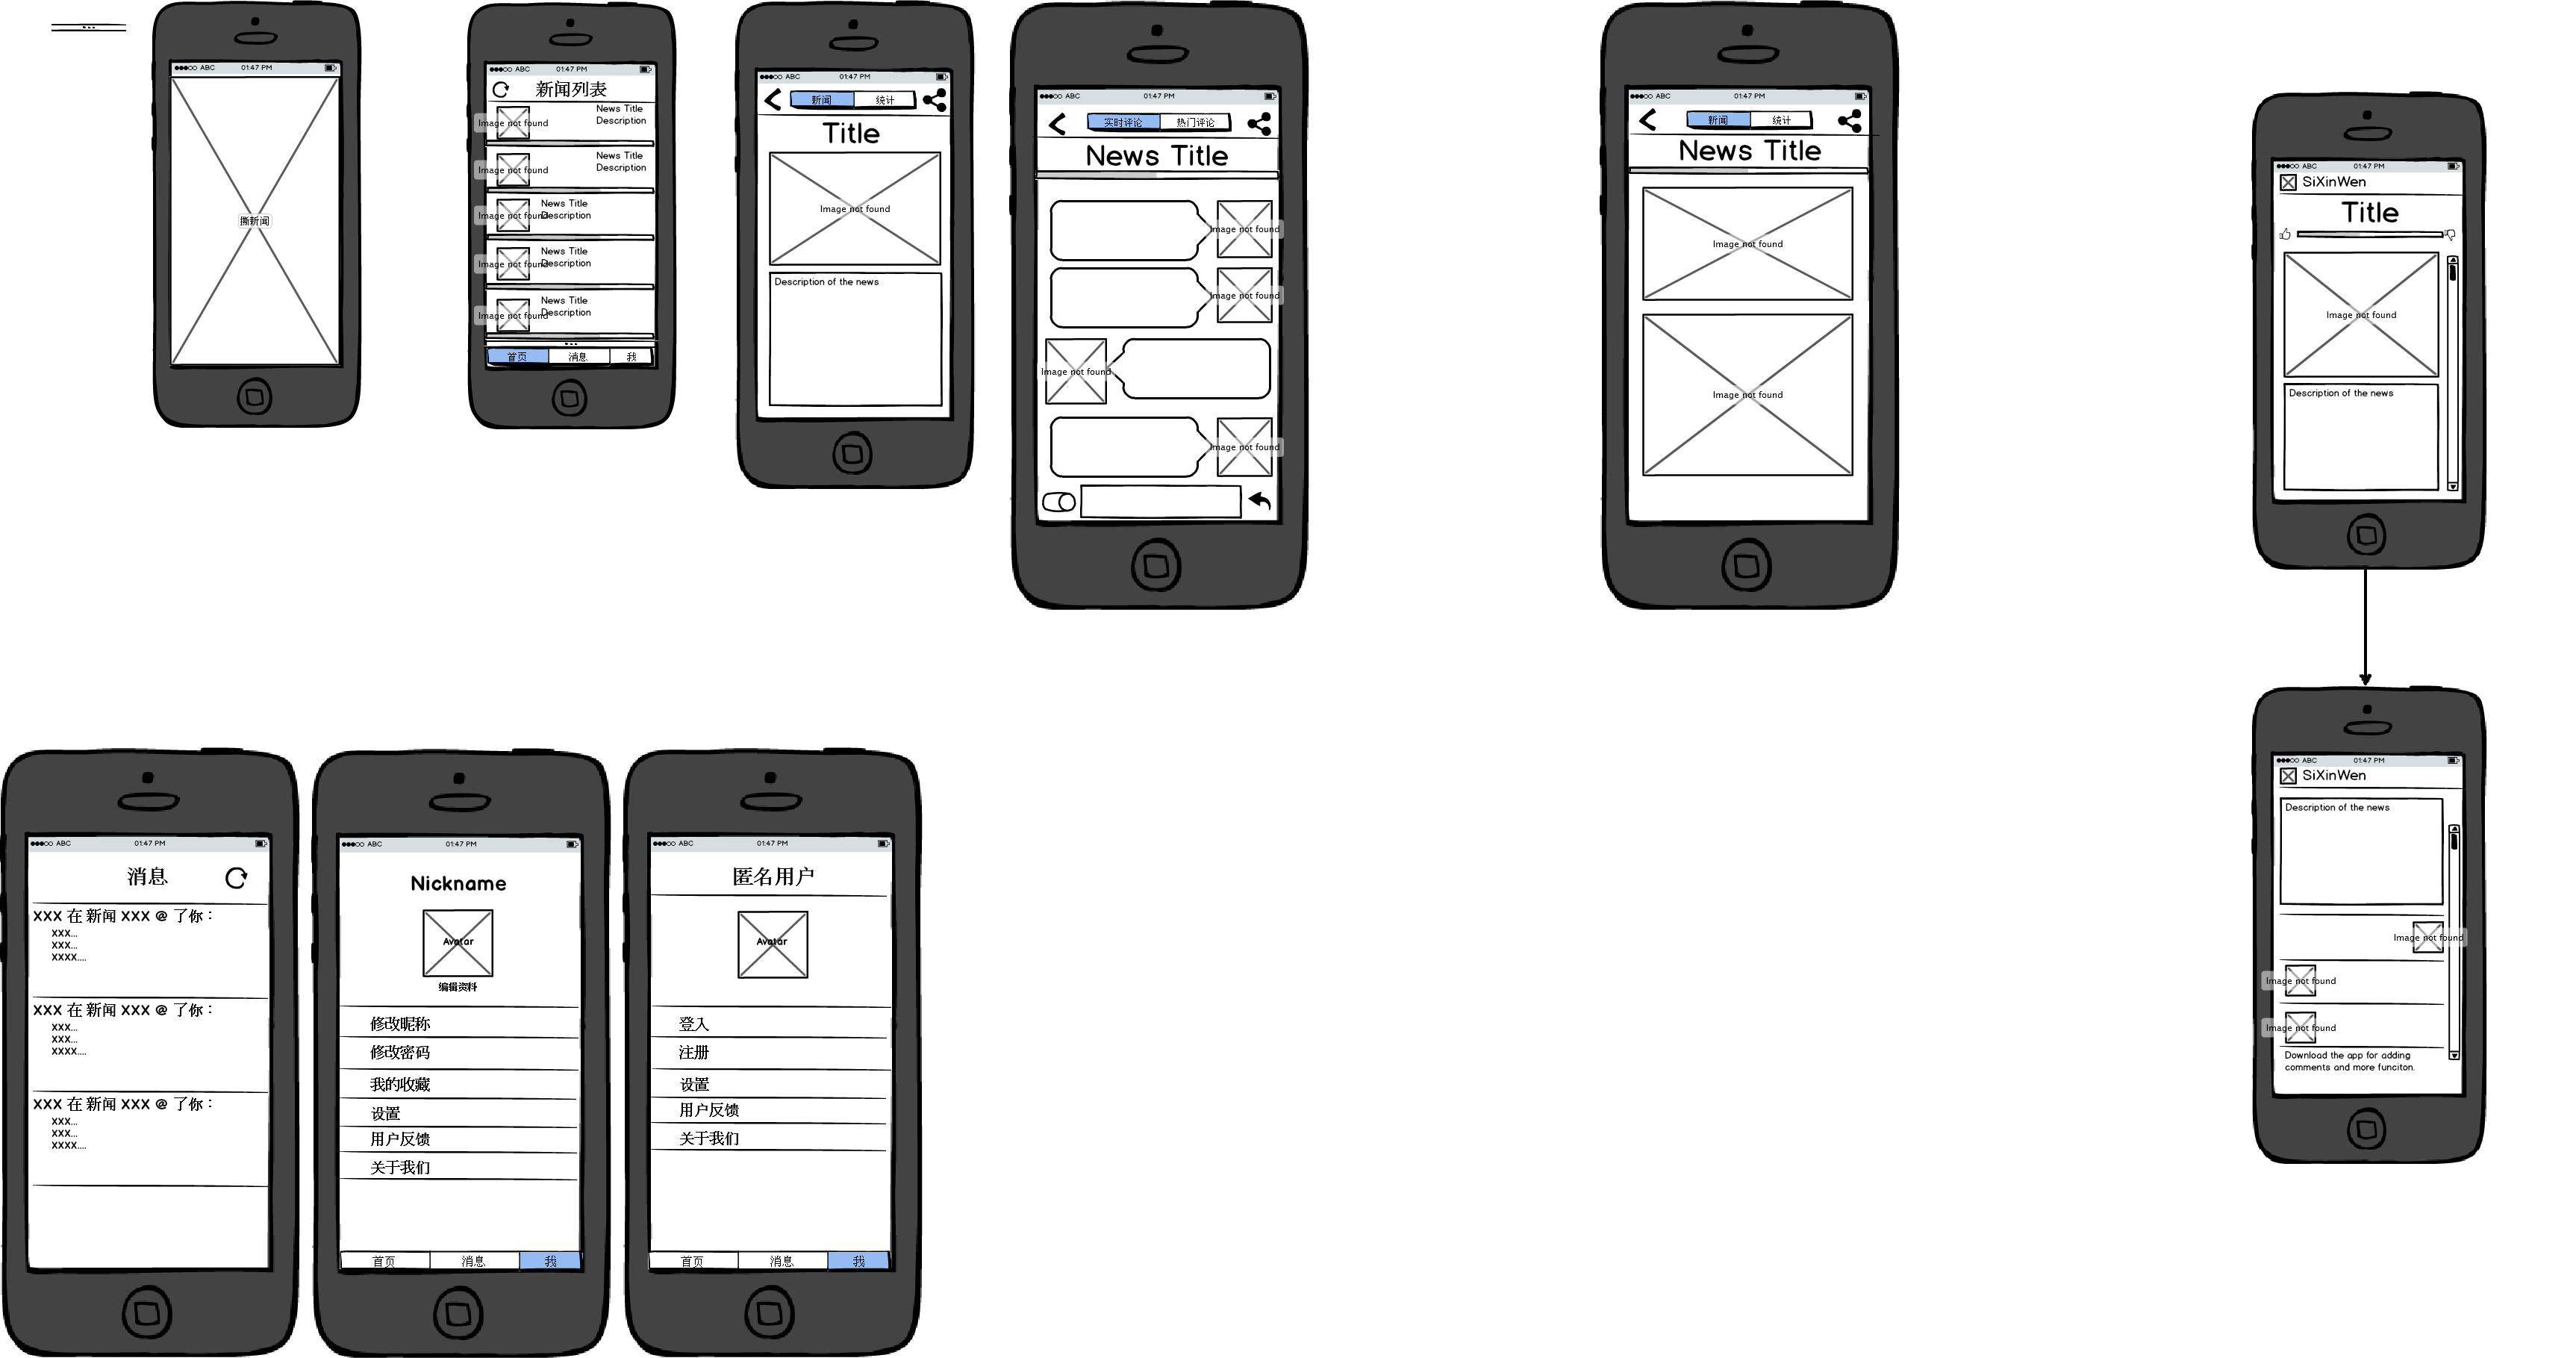 ●●●○○ ABC 01:47 PM
撕新闻
●●●○○ ABC 01:47 PM
新闻列表
Image not found
News Title
Description
Image not found
News Title
Description
Image not found
News Title
Description
Image not found
News Title
Description
Image not found
News Title
Description
...
首页 消息 我
●●●○○ ABC 01:47 PM
新闻 统计
Title
Image not found
Description of the news
●●●○○ ABC 01:47 PM
实时评论 热门评论
News Title
Image not found
Image not found
Image not found
Image not found
●●●○○ ABC 01:47 PM
新闻 统计
News Title
Image not found
Image not found
●●●○○ ABC 01:47 PM
SiXinWen
Title
Image not found
Description of the news
●●●○○ ABC 01:47 PM
SiXinWen
Description of the news
Image not found
Image not found
Image not found
Download the app for adding
comments and more funciton.
●●●○○ ABC 01:47 PM
消息
XXX 在 新闻 XXX @ 了你：
XXX...
XXX...
XXXX....
XXX 在 新闻 XXX @ 了你：
XXX...
XXX...
XXXX....
XXX 在 新闻 XXX @ 了你：
XXX...
XXX...
XXXX....
●●●○○ ABC 01:47 PM
Nickname
Avatar
编辑资料
修改昵称
修改密码
我的收藏
设置
用户反馈
关于我们
首页 消息 我
●●●○○ ABC 01:47 PM
匿名用户
Avatar
登入
注册
设置
用户反馈
关于我们
首页 消息 我